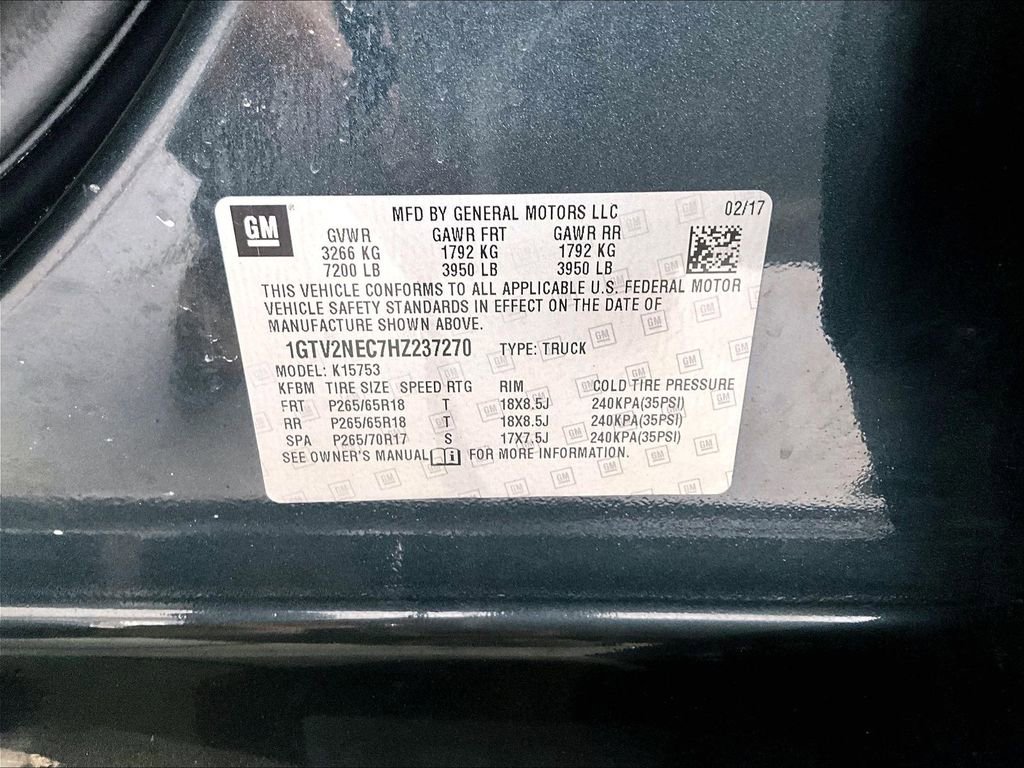 GM MFD BY GENERAL MOTORS LLC 02/17
GVWR GAWR FRT GAWR RR
3266 KG 1792 KG 1792 KG
7200 LB 3950 LB 3950 LB
THIS VEHICLE CONFORMS TO ALL APPLICABLE U.S. FEDERAL MOTOR
VEHICLE SAFETY STANDARDS IN EFFECT ON THE DATE OF
MANUFACTURE SHOWN ABOVE.
1GTV2NEC7HZ237270 TYPE: TRUCK
MODEL: K15753
KFBM TIRE SIZE SPEED RTG RIM COLD TIRE PRESSURE
FRT P265/65R18 T 18X8.5J 240KPA(35PSI)
RR P265/65R18 T 18X8.5J 240KPA(35PSI)
SPA P265/70R17 S 17X7.5J 240KPA(35PSI)
SEE OWNER'S MANUAL FOR MORE INFORMATION.